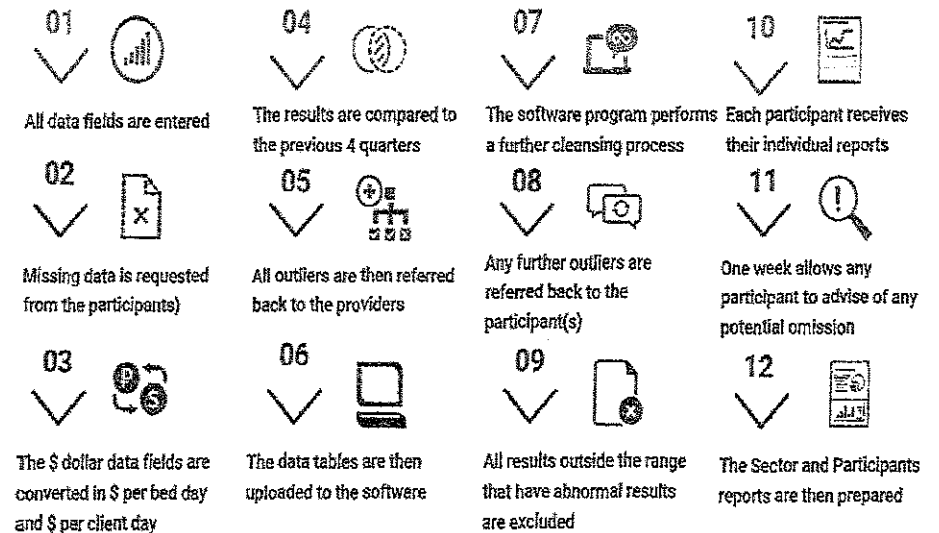 01
All data fields are entered
02
Missing data is requested
from the participants)
03
The $ dollar data fields are
converted in $ per bed day
and $ per client day
04
The results are compared to
the previous 4 quarters
05
All outliers are then referred
back to the providers
06
The data tables are then
uploaded to the software
07
The software program performs
a further cleansing process
08
Any further outliers are
referred back to the
participant(s)
09
All results outside the range
that have abnormal results
are excluded
10
Each participant receives
their individual reports
11
One week allows any
participant to advise of any
potential omission
12
The Sector and Participants
reports are then prepared